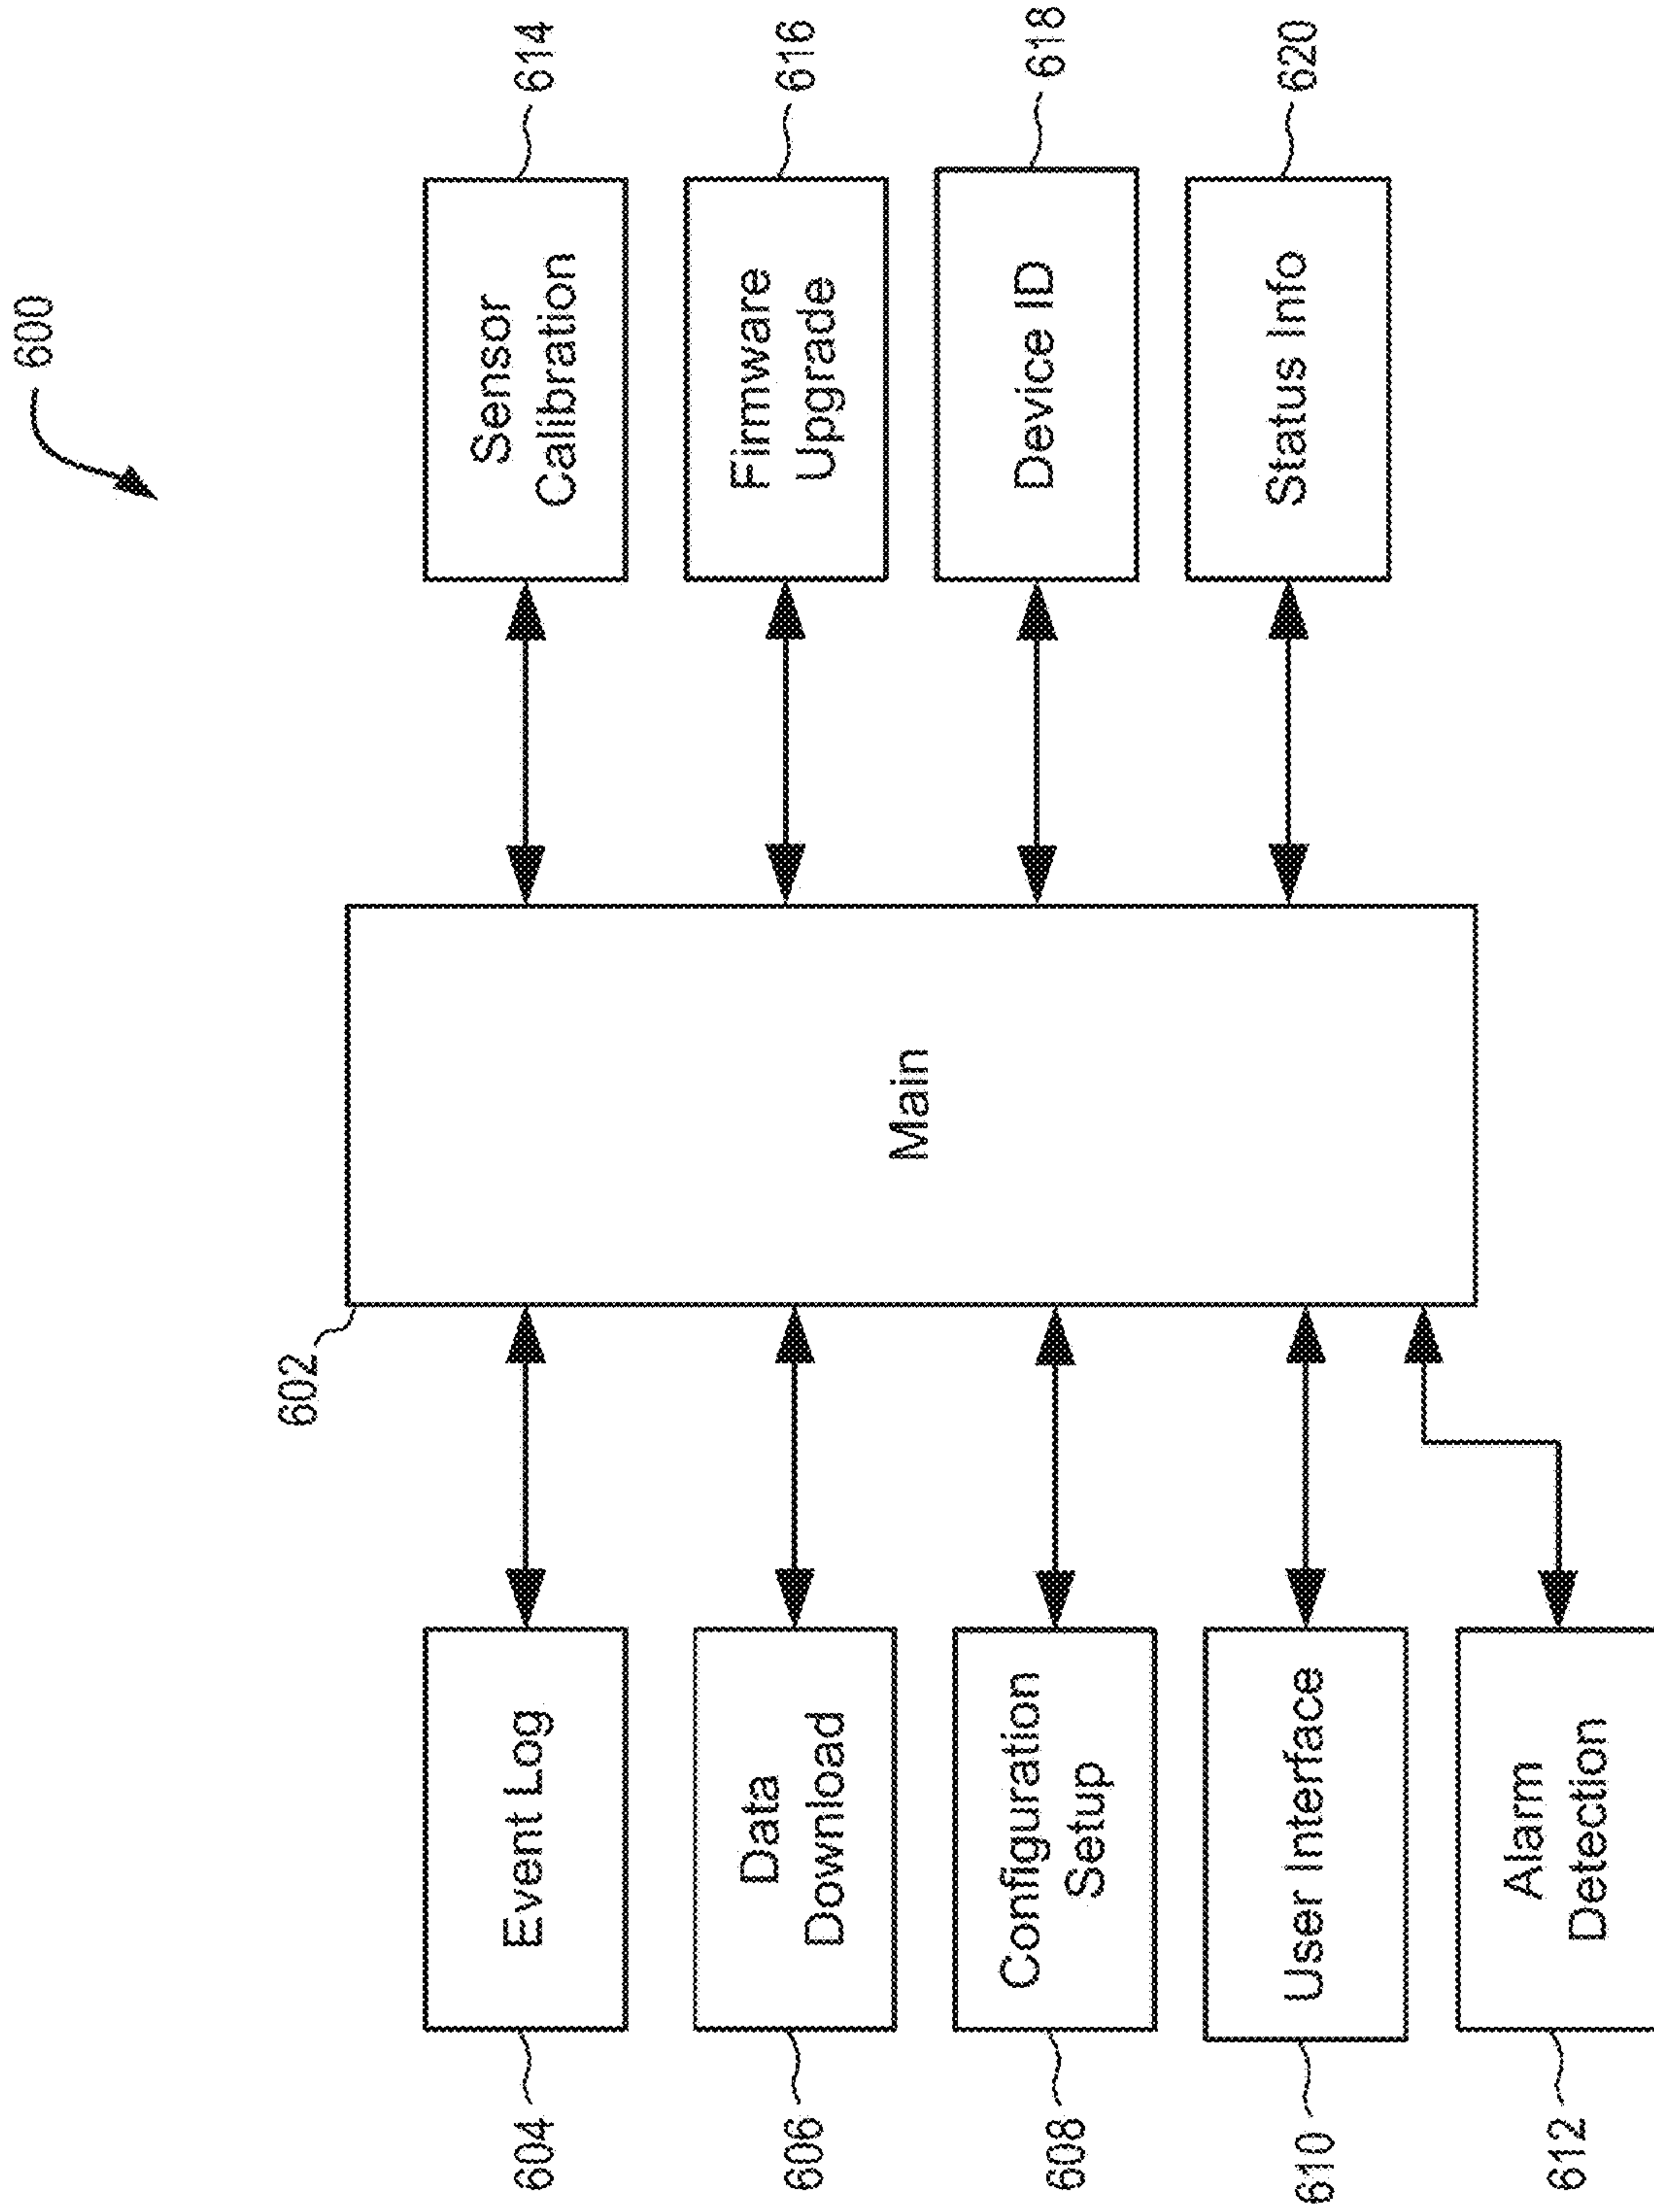 600
602
Main
604
Event Log
606
Data
Download
608
Configuration
Setup
610
User Interface
612
Alarm
Detection
Sensor
Calibration
614
Firmware
Upgrade
616
Device ID
618
Status Info
620